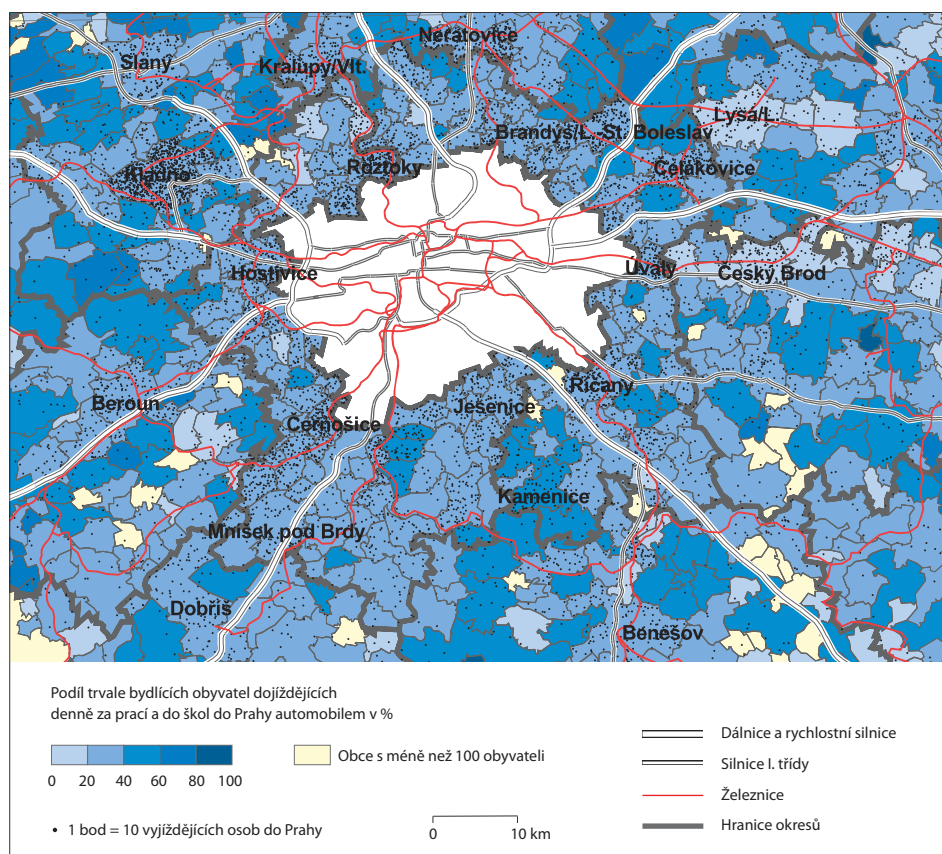 Neratovice
Slaný
Kralupy/Vlt.
Lysá/L.
Brandýs/L.-St. Boleslav
Kladno
Roztoky
Čelákovice
Hostivice
Úvaly
Český Brod
Beroun
Říčany
Černošice
Jesenice
Kamenice
Mníšek pod Brdy
Dobříš
Benešov
Podíl trvale bydlících obyvatel dojíždějících
denně za prací a do škol do Prahy automobilem v %
Obce s méně než 100 obyvateli
0 20 40 60 80 100
1 bod = 10 vyjíždějících osob do Prahy
0 10 km
Dálnice a rychlostní silnice
Silnice I. třídy
Železnice
Hranice okresů